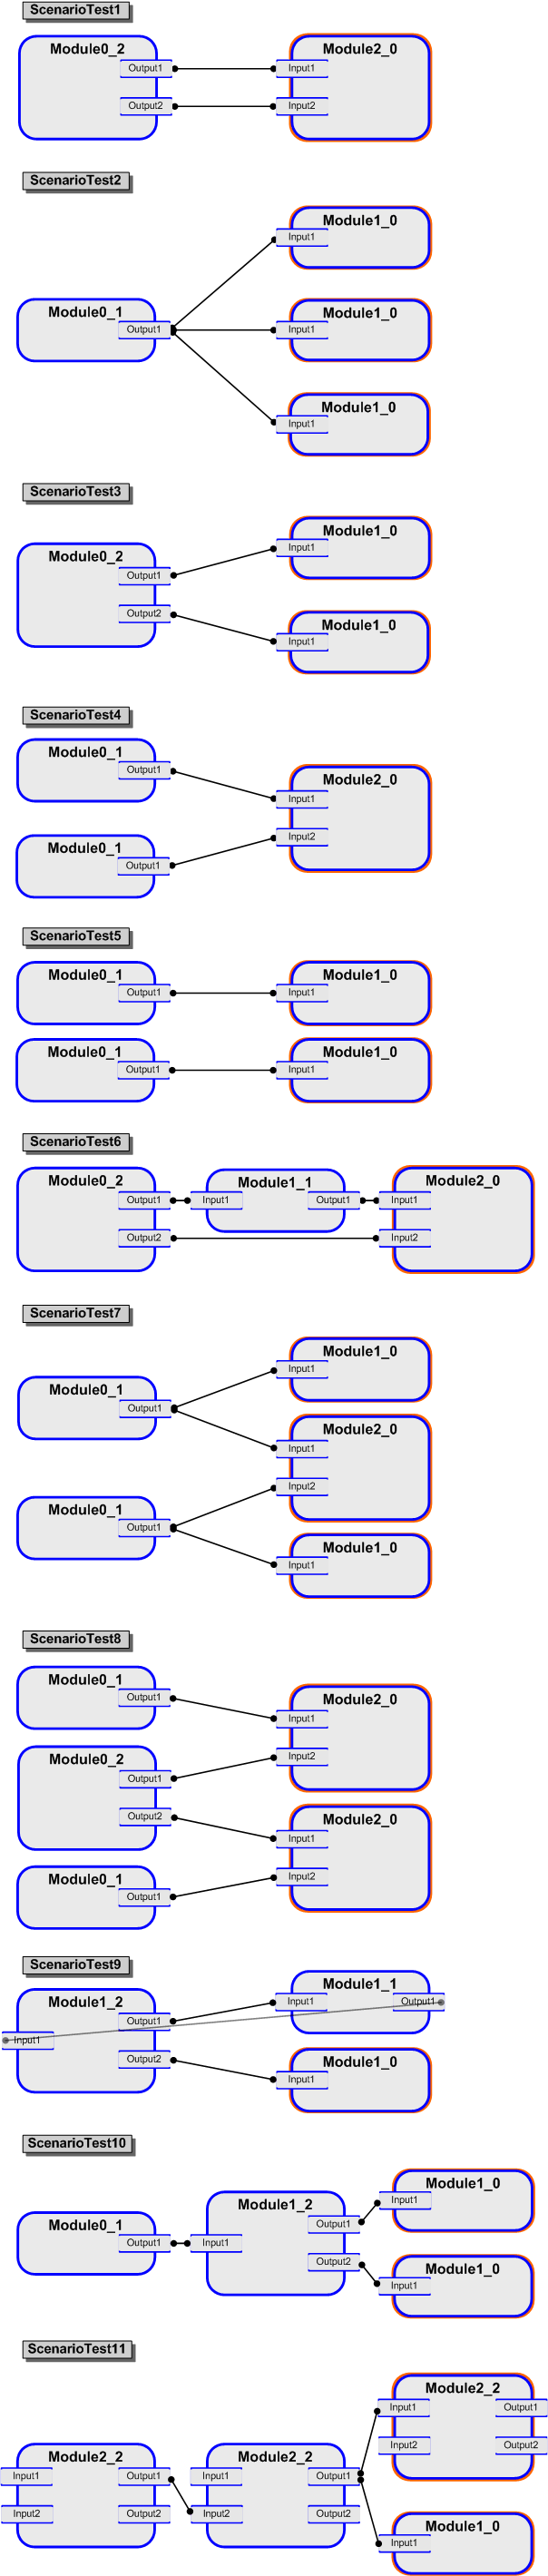 ScenarioTest1
Module0_2 Module2_0
Output1 Input1
Output2 Input2
ScenarioTest2
Module1_0
Input1
Module0_1 Module1_0
Output1 Input1
Module1_0
Input1
ScenarioTest3
Module1_0
Input1
Module0_2
Output1
Output2
Module1_0
Input1
ScenarioTest4
Module0_1
Output1
Module2_0
Input1
Input2
Module0_1
Output1
ScenarioTest5
Module0_1 Module1_0
Output1 Input1
Module0_1 Module1_0
Output1 Input1
ScenarioTest6
Module0_2 Module1_1 Module2_0
Output1 Input1 Output1 Input1
Output2 Input2
ScenarioTest7
Module1_0
Input1
Module0_1
Output1
Module2_0
Input1
Input2
Module0_1
Output1
Module1_0
Input1
ScenarioTest8
Module0_1
Output1
Module2_0
Input1
Input2
Module0_2
Output1
Output2
Module2_0
Input1
Input2
Module0_1
Output1
ScenarioTest9
Module1_2
Output1
Input1
Output2
Module1_1
Input1 Output1
Module1_0
Input1
ScenarioTest10
Module0_1
Output1
Module1_2
Output1
Input1
Output2
Module1_0
Input1
Module1_0
Input1
ScenarioTest11
Module2_2
Input1 Output1
Input2 Output2
Module2_2 Module2_2
Input1 Output1 Input1 Output1
Input2 Output2 Input2 Output2
Module1_0
Input1